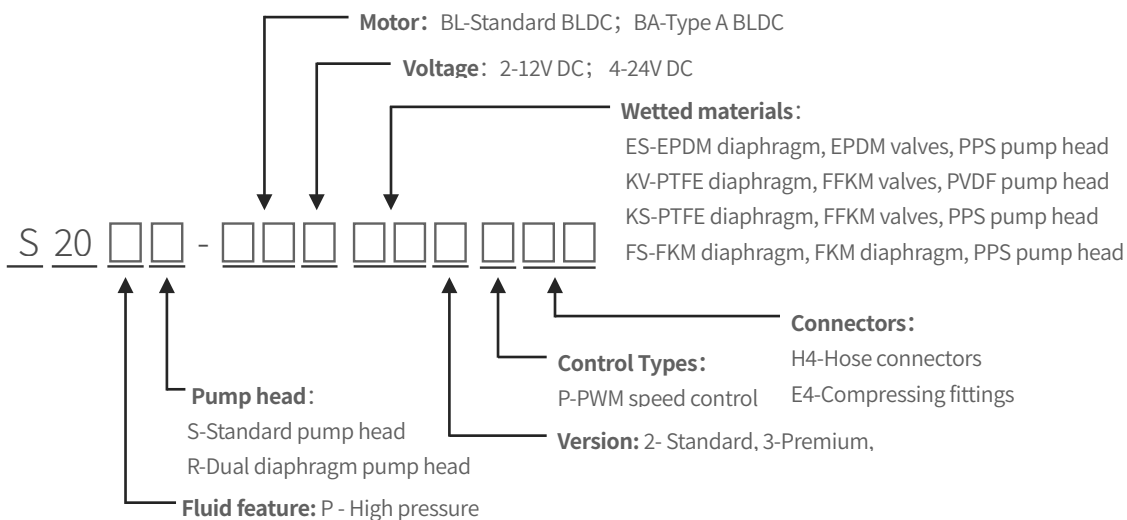 Motor: BL-Standard BLDC; BA-Type A BLDC
Voltage: 2-12V DC; 4-24V DC
Wetted materials:
ES-EPDM diaphragm, EPDM valves, PPS pump head
KV-PTFE diaphragm, FFKM valves, PVDF pump head
KS-PTFE diaphragm, FFKM valves, PPS pump head
FS-FKM diaphragm, FKM diaphragm, PPS pump head
S 20 □□ - □□□ □□□ □□□
Connectors:
H4-Hose connectors
E4-Compressing fittings
Control Types:
P-PWM speed control
Version: 2- Standard, 3-Premium,
Pump head:
S-Standard pump head
R-Dual diaphragm pump head
Fluid feature: P - High pressure